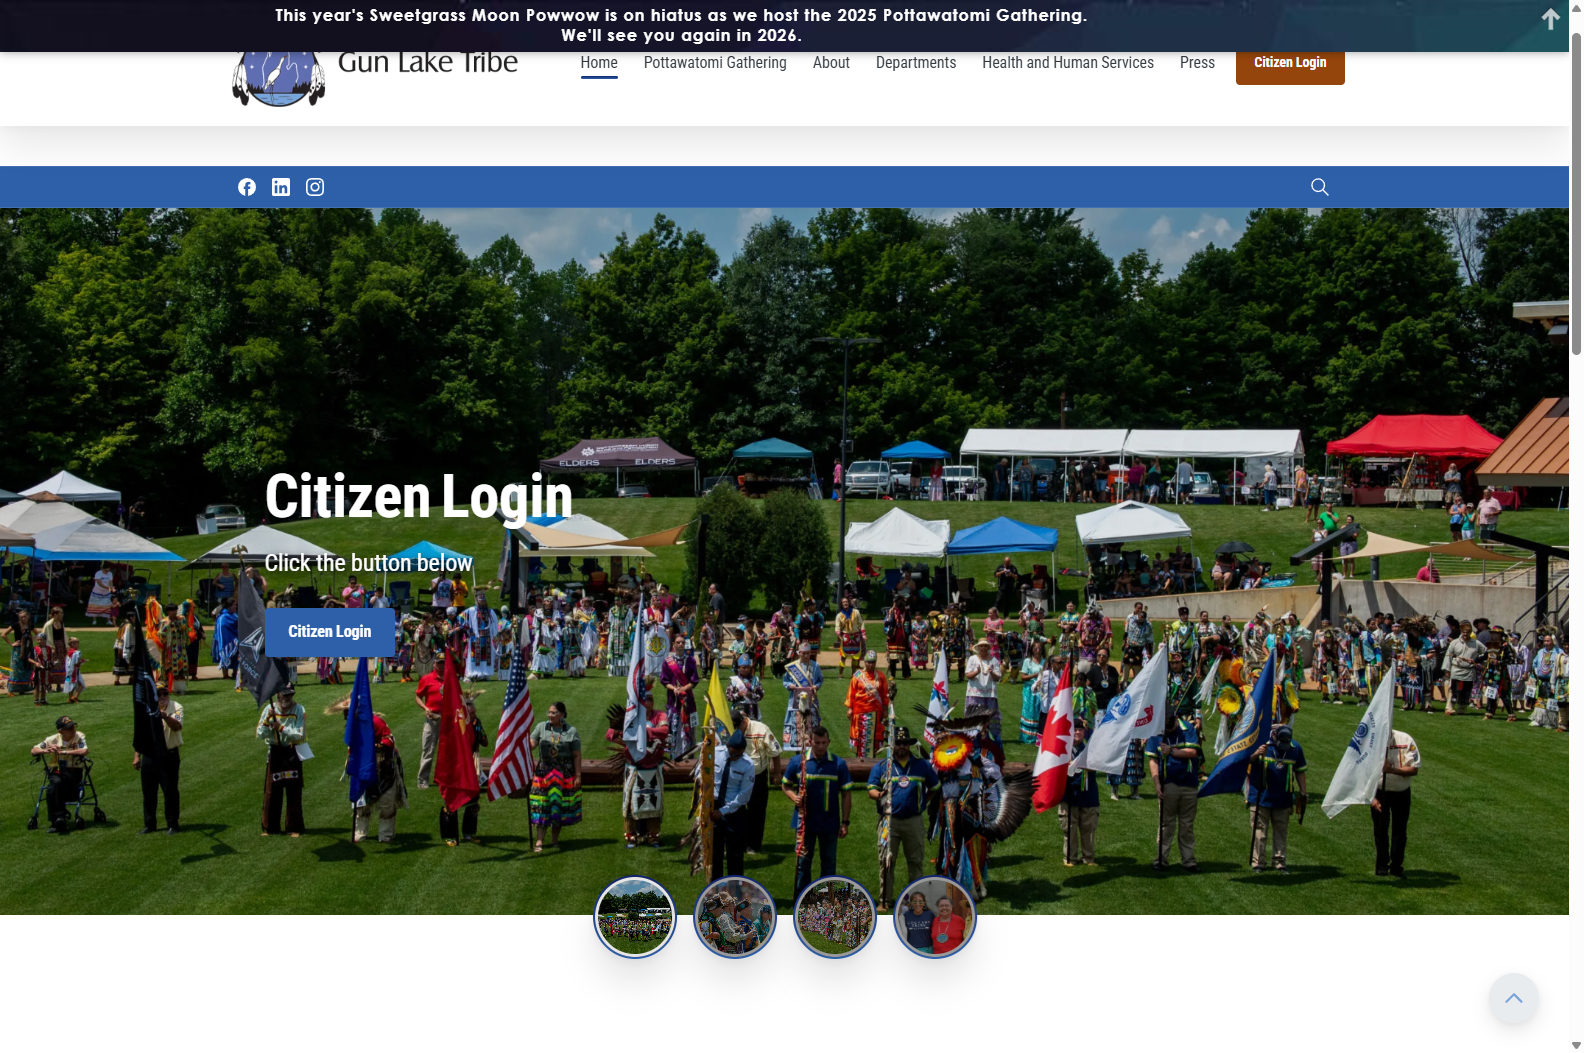 This year's Sweetgrass Moon Powwow is on hiatus as we host the 2025 Pottawatomi Gathering.
We'll see you again in 2026.
Gun Lake Tribe
Home
Pottawatomi Gathering
About
Departments
Health and Human Services
Press
Citizen Login
ELDERS
ELDERS
Citizen Login
Click the button below
Citizen Login